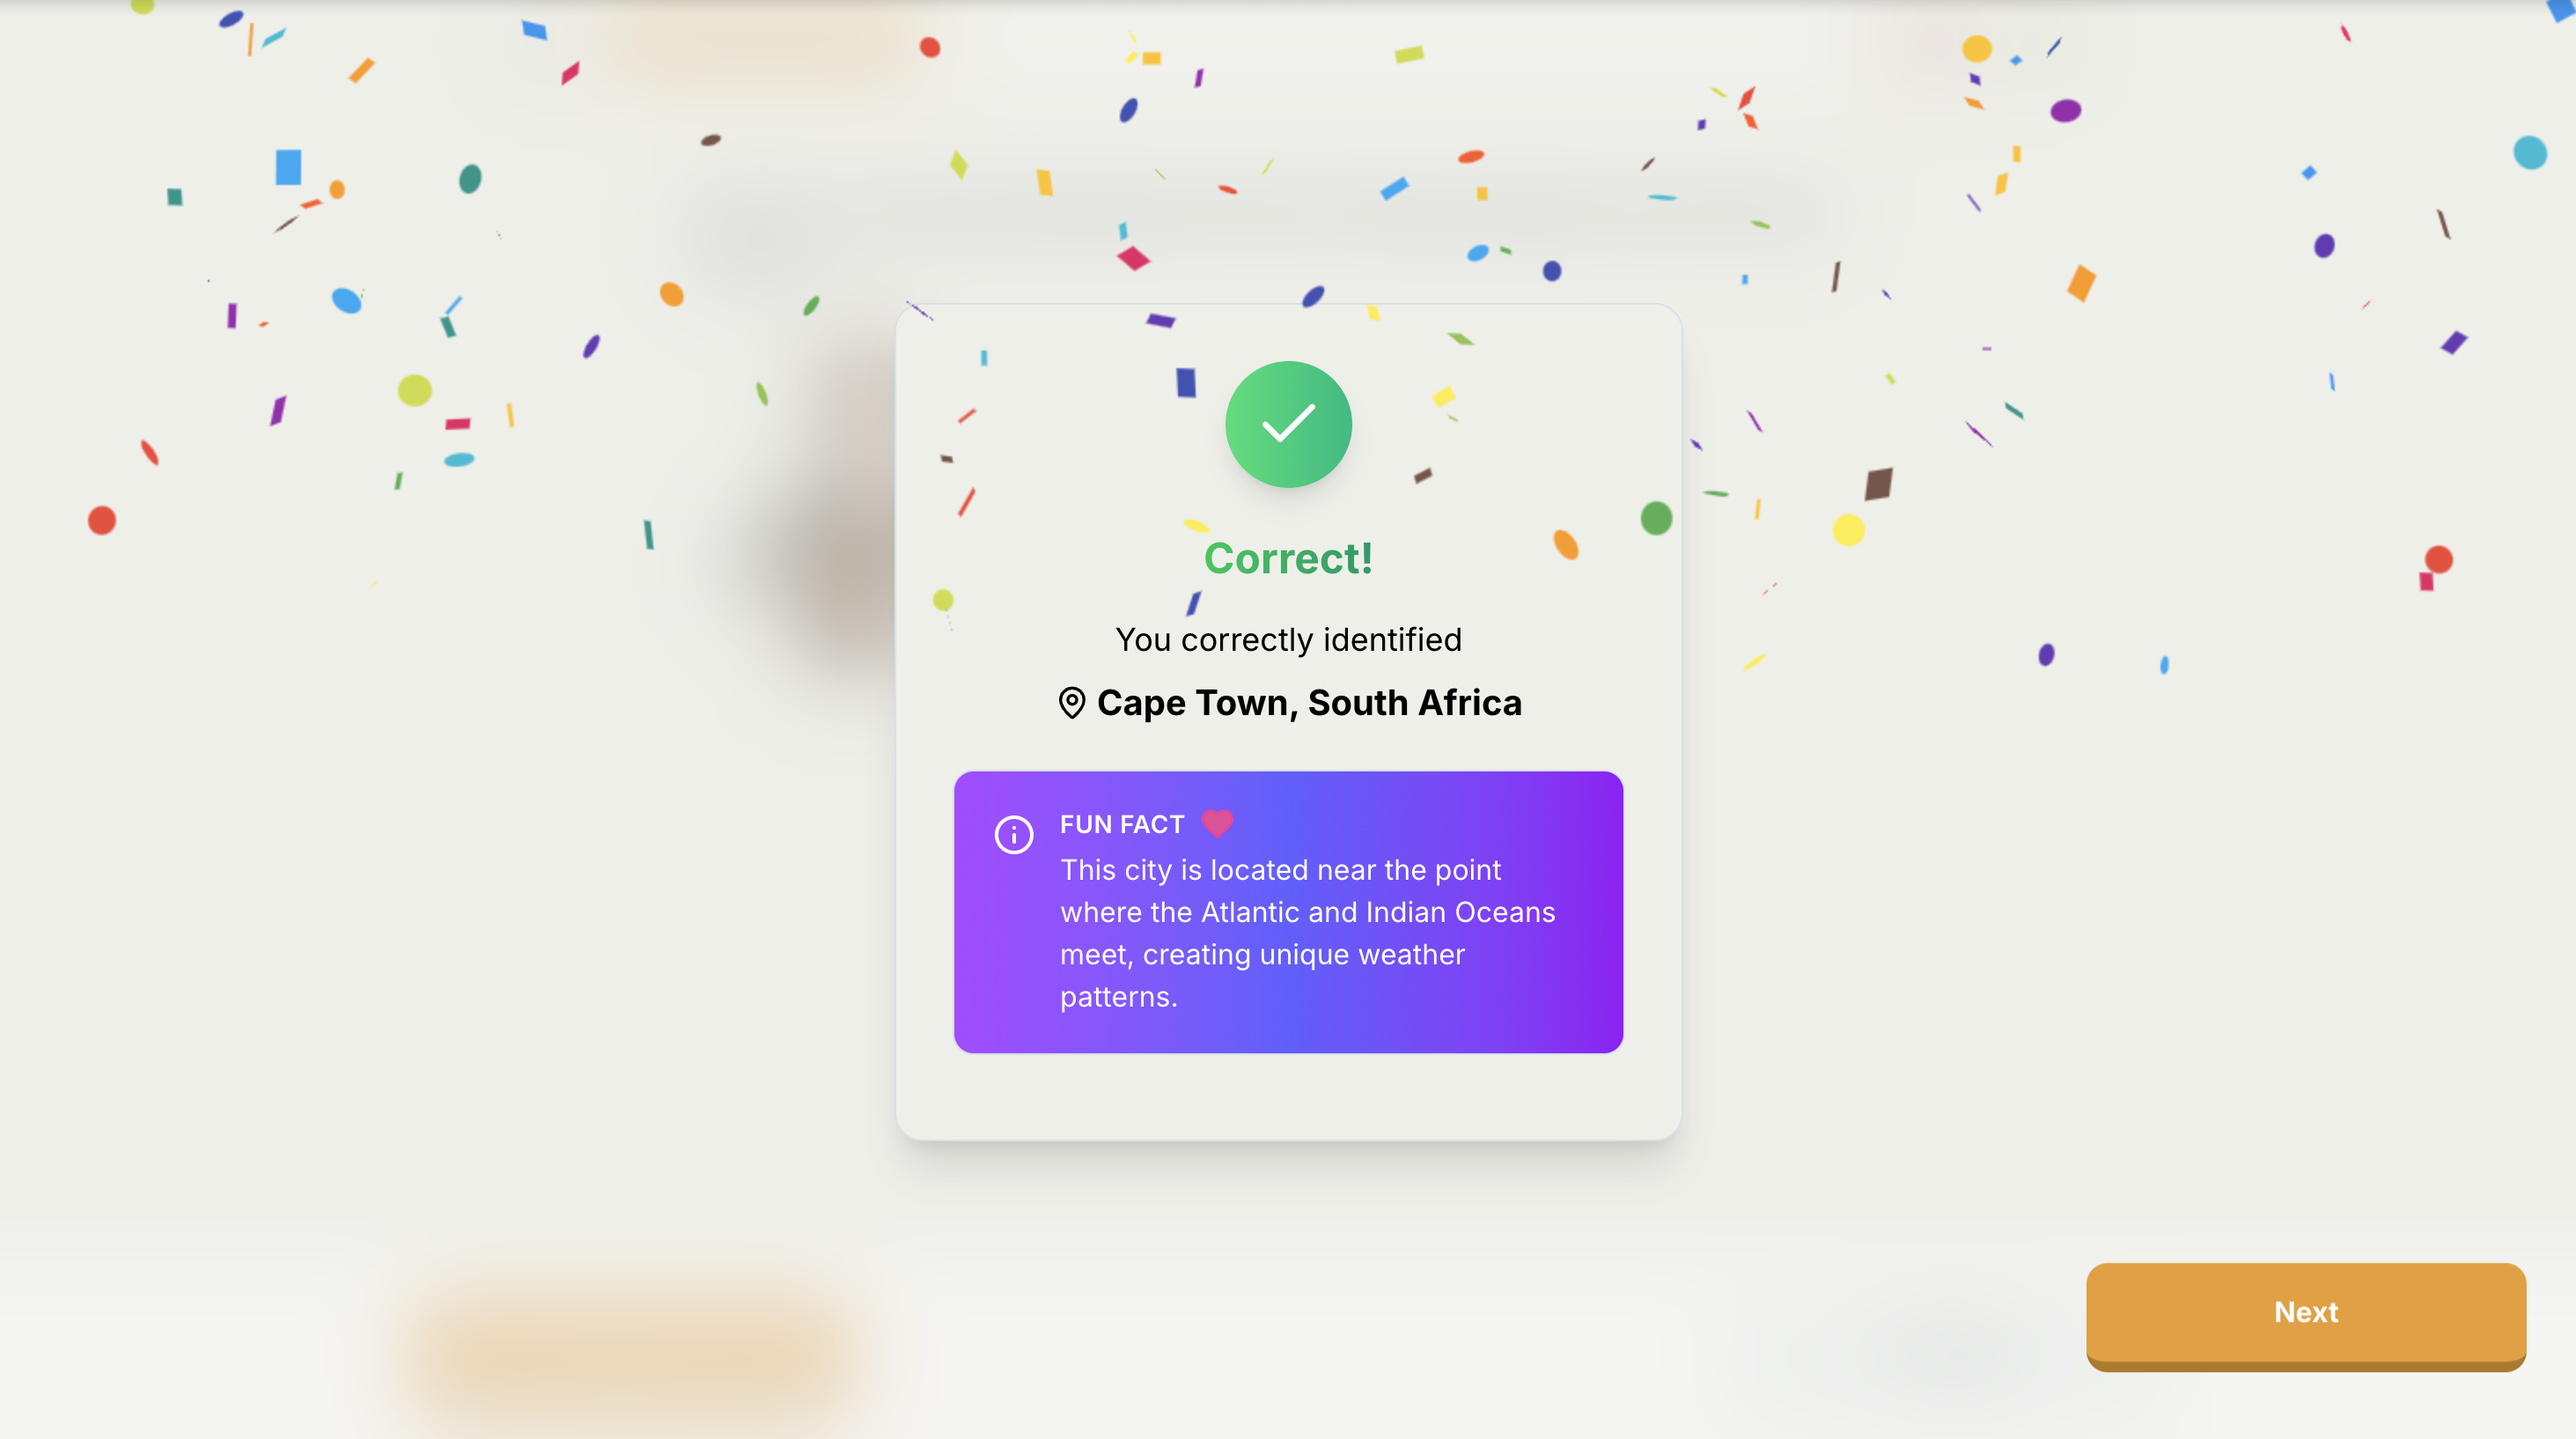 Correct!
You correctly identified
Cape Town, South Africa
FUN FACT
This city is located near the point
where the Atlantic and Indian Oceans
meet, creating unique weather
patterns.
Next